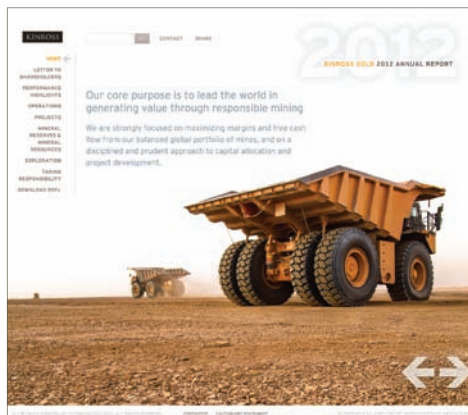 KINROSS
CONTACT
SHARE
2012
KINROSS GOLD 2012 ANNUAL REPORT
HOME
LETTER TO
SHAREHOLDERS
PERFORMANCE
HIGHLIGHTS
OPERATIONS
PROJECTS
MINERAL
RESERVES &
MINERAL
RESOURCES
EXPLORATION
TAKING
RESPONSIBILITY
DOWNLOAD PDFs
Our core purpose is to lead the world in
generating value through responsible mining
We are strongly focused on maximizing margins and free cash
flow from our balanced global portfolio of mines, and on a
disciplined and prudent approach to capital allocation and
project development.
CAUTIONARY STATEMENT